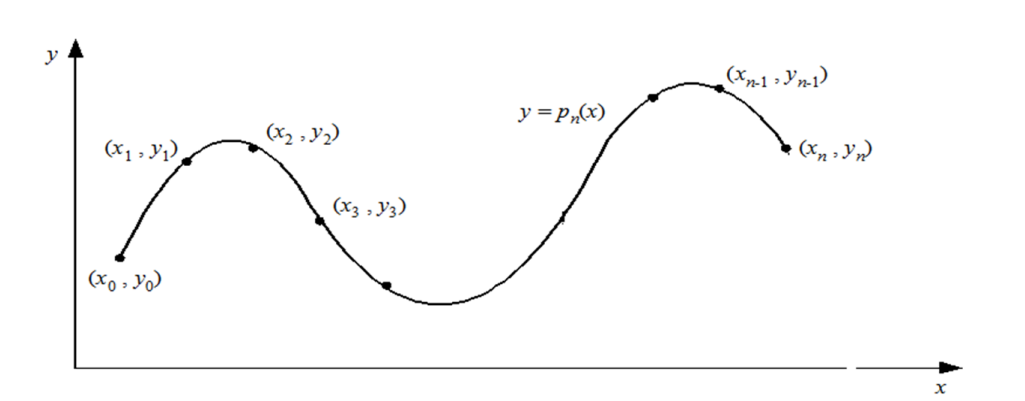 y
(xₙ₋₁ , yₙ₋₁)
y = pₙ(x)
(x₂ , y₂)
(x₁ , y₁)
(xₙ , yₙ)
(x₃ , y₃)
(x₀ , y₀)
x